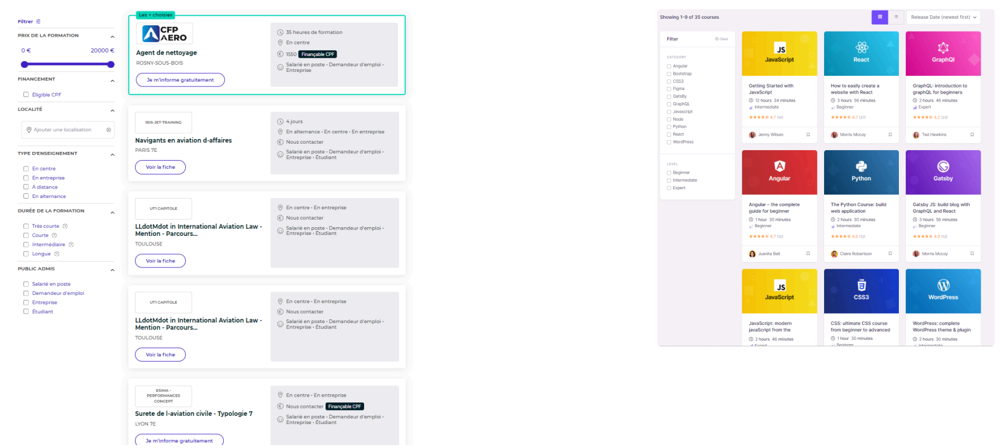 Filtrer
PRIX DE LA FORMATION
0 €
20000 €
FINANCEMENT
Éligible CPF
LOCALITÉ
Ajouter une localisation
TYPE D'ENSEIGNEMENT
En centre
En entreprise
À distance
En alternance
DURÉE DE LA FORMATION
Très courte
Courte
Intermédiaire
Longue
PUBLIC ADMIS
Salarié en poste
Demandeur d'emploi
Entreprise
Étudiant
Les + choisies
CFP
AERO
Agent de nettoyage
ROSNY-SOUS-BOIS
Je m'informe gratuitement
35 heures de formation
En centre
1550 Finançable CPF
Salarié en poste • Demandeur d'emploi •
Entreprise
IRIS-JET-TRAINING
Navigants en aviation d-affaires
PARIS 7E
Voir la fiche
4 jours
En alternance • En centre • En entreprise
Nous contacter
Salarié en poste • Demandeur d'emploi •
Entreprise • Étudiant
UT1 CAPITOLE
LLdotMdot in International Aviation Law -
Mention - Parcours...
TOULOUSE
Voir la fiche
En centre • En entreprise
Nous contacter
Salarié en poste • Demandeur d'emploi •
Entreprise • Étudiant
UT1 CAPITOLE
LLdotMdot in International Aviation Law -
Mention - Parcours...
TOULOUSE
Voir la fiche
En centre • En entreprise
Nous contacter
Salarié en poste • Demandeur d'emploi •
Entreprise • Étudiant
ESIMA -
PERFORMANCES
CONCEPT
Surete de l-aviation civile - Typologie 7
LYON 7E
Je m'informe gratuitement
En centre • En entreprise
Nous contacter Finançable CPF
Salarié en poste • Demandeur d'emploi •
Entreprise • Étudiant
Showing 1-9 of 35 courses
Release Date (newest first)
Filter
Clear
CATEGORY
Angular
Bootstrap
CSS3
Figma
GatsBy
GraphQL
Javascript
Node
Python
React
WordPress
LEVEL
Beginner
Intermediate
Expert
JS
JavaScript
Getting Started with
JavaScript
12 hours 34 minutes
Intermediate
4.7 (10)
Jenny Wilson
React
How to easily create a
website with React
3 hours 56 minutes
Beginner
4.7 (37)
Morris Mccoy
GraphQl
GraphQL: introduction to
graphQL for beginners
2 hours 46 minutes
Expert
4.2 (23)
Ted Hawkins
Angular
Angular – the complete
guide for beginner
1 hour 30 minutes
Beginner
4.7 (12)
Juanita Bell
Python
The Python Course: build
web application
2 hours 30 minutes
Intermediate
4.6 (12)
Claire Robertson
Gatsby
Gatsby JS: build blog with
GraphQL and React
3 hours 56 minutes
Beginner
4.9 (12)
Morris Mccoy
JS
JavaScript
JavaScript: modern
javaScript from the
2 hours 46 minutes
Expert
CSS
CSS3
CSS: ultimate CSS course
from beginner to advanced
1 hour 30 minutes
Beginner
WordPress
WordPress: complete
WordPress theme & plugin
2 hours 30 minutes
Intermediate